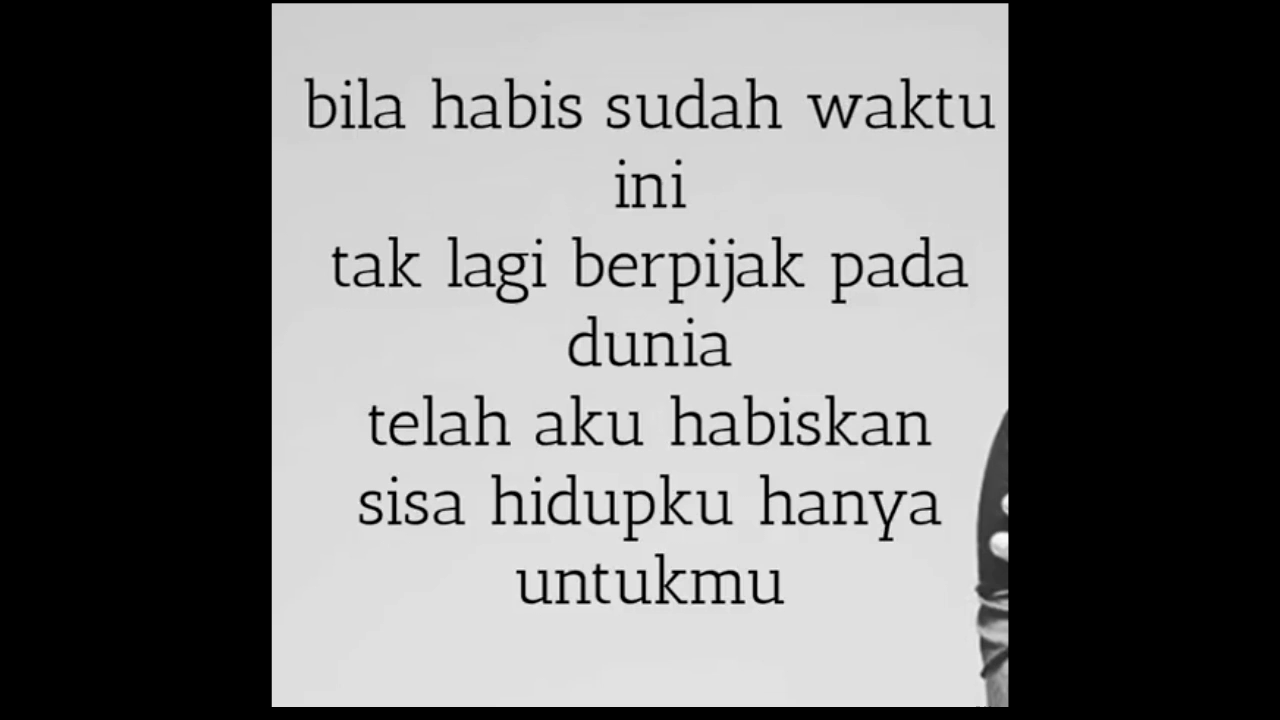 bila habis sudah waktu
ini
tak lagi berpijak pada
dunia
telah aku habiskan
sisa hidupku hanya
untukmu